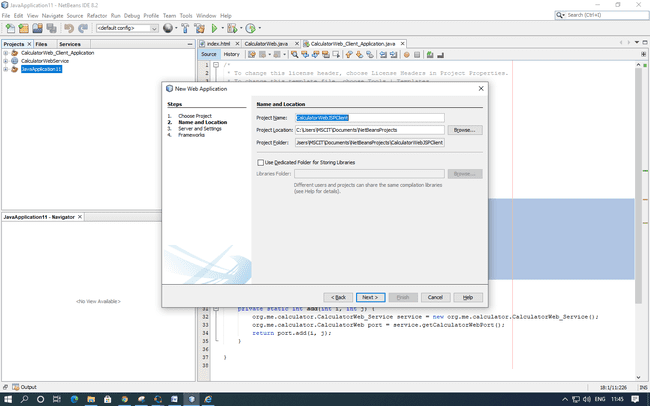 JavaApplication11 - NetBeans IDE 8.2
File Edit View Navigate Source Refactor Run Debug Profile Team Tools Window Help
Search (Ctrl+I)
<default config>
Projects Files Services
index.html CalculatorWeb.java CalculatorWeb_Client_Application.java
CalculatorWeb_Client_Application
CalculatorWebService
JavaApplication11
Source History
1 /*
* To change this license header, choose License Headers in Project Properties.
* To change this template file, choose Tools | Templates
New Web Application
Steps
1. Choose Project
2. Name and Location
3. Server and Settings
4. Frameworks
Name and Location
Project Name: CalculatorWebJSPClient
Project Location: C:\Users\MSCIT\Documents\NetBeansProjects Browse...
Project Folder: Jsers\MSCIT\Documents\NetBeansProjects\CalculatorWebJSPClient
Use Dedicated Folder for Storing Libraries
Libraries Folder: Browse...
Different users and projects can share the same compilation libraries
(see Help for details).
< Back Next > Finish Cancel Help
JavaApplication11 - Navigator
<No View Available>
31 private static int add(int i, int j) {
32 org.me.calculator.CalculatorWeb_Service service = new org.me.calculator.CalculatorWeb_Service();
33 org.me.calculator.CalculatorWeb port = service.getCalculatorWebPort();
34 return port.add(i, j);
35 }
36
37 }
38
Output
18:1/11:226 INS
ENG 11:45